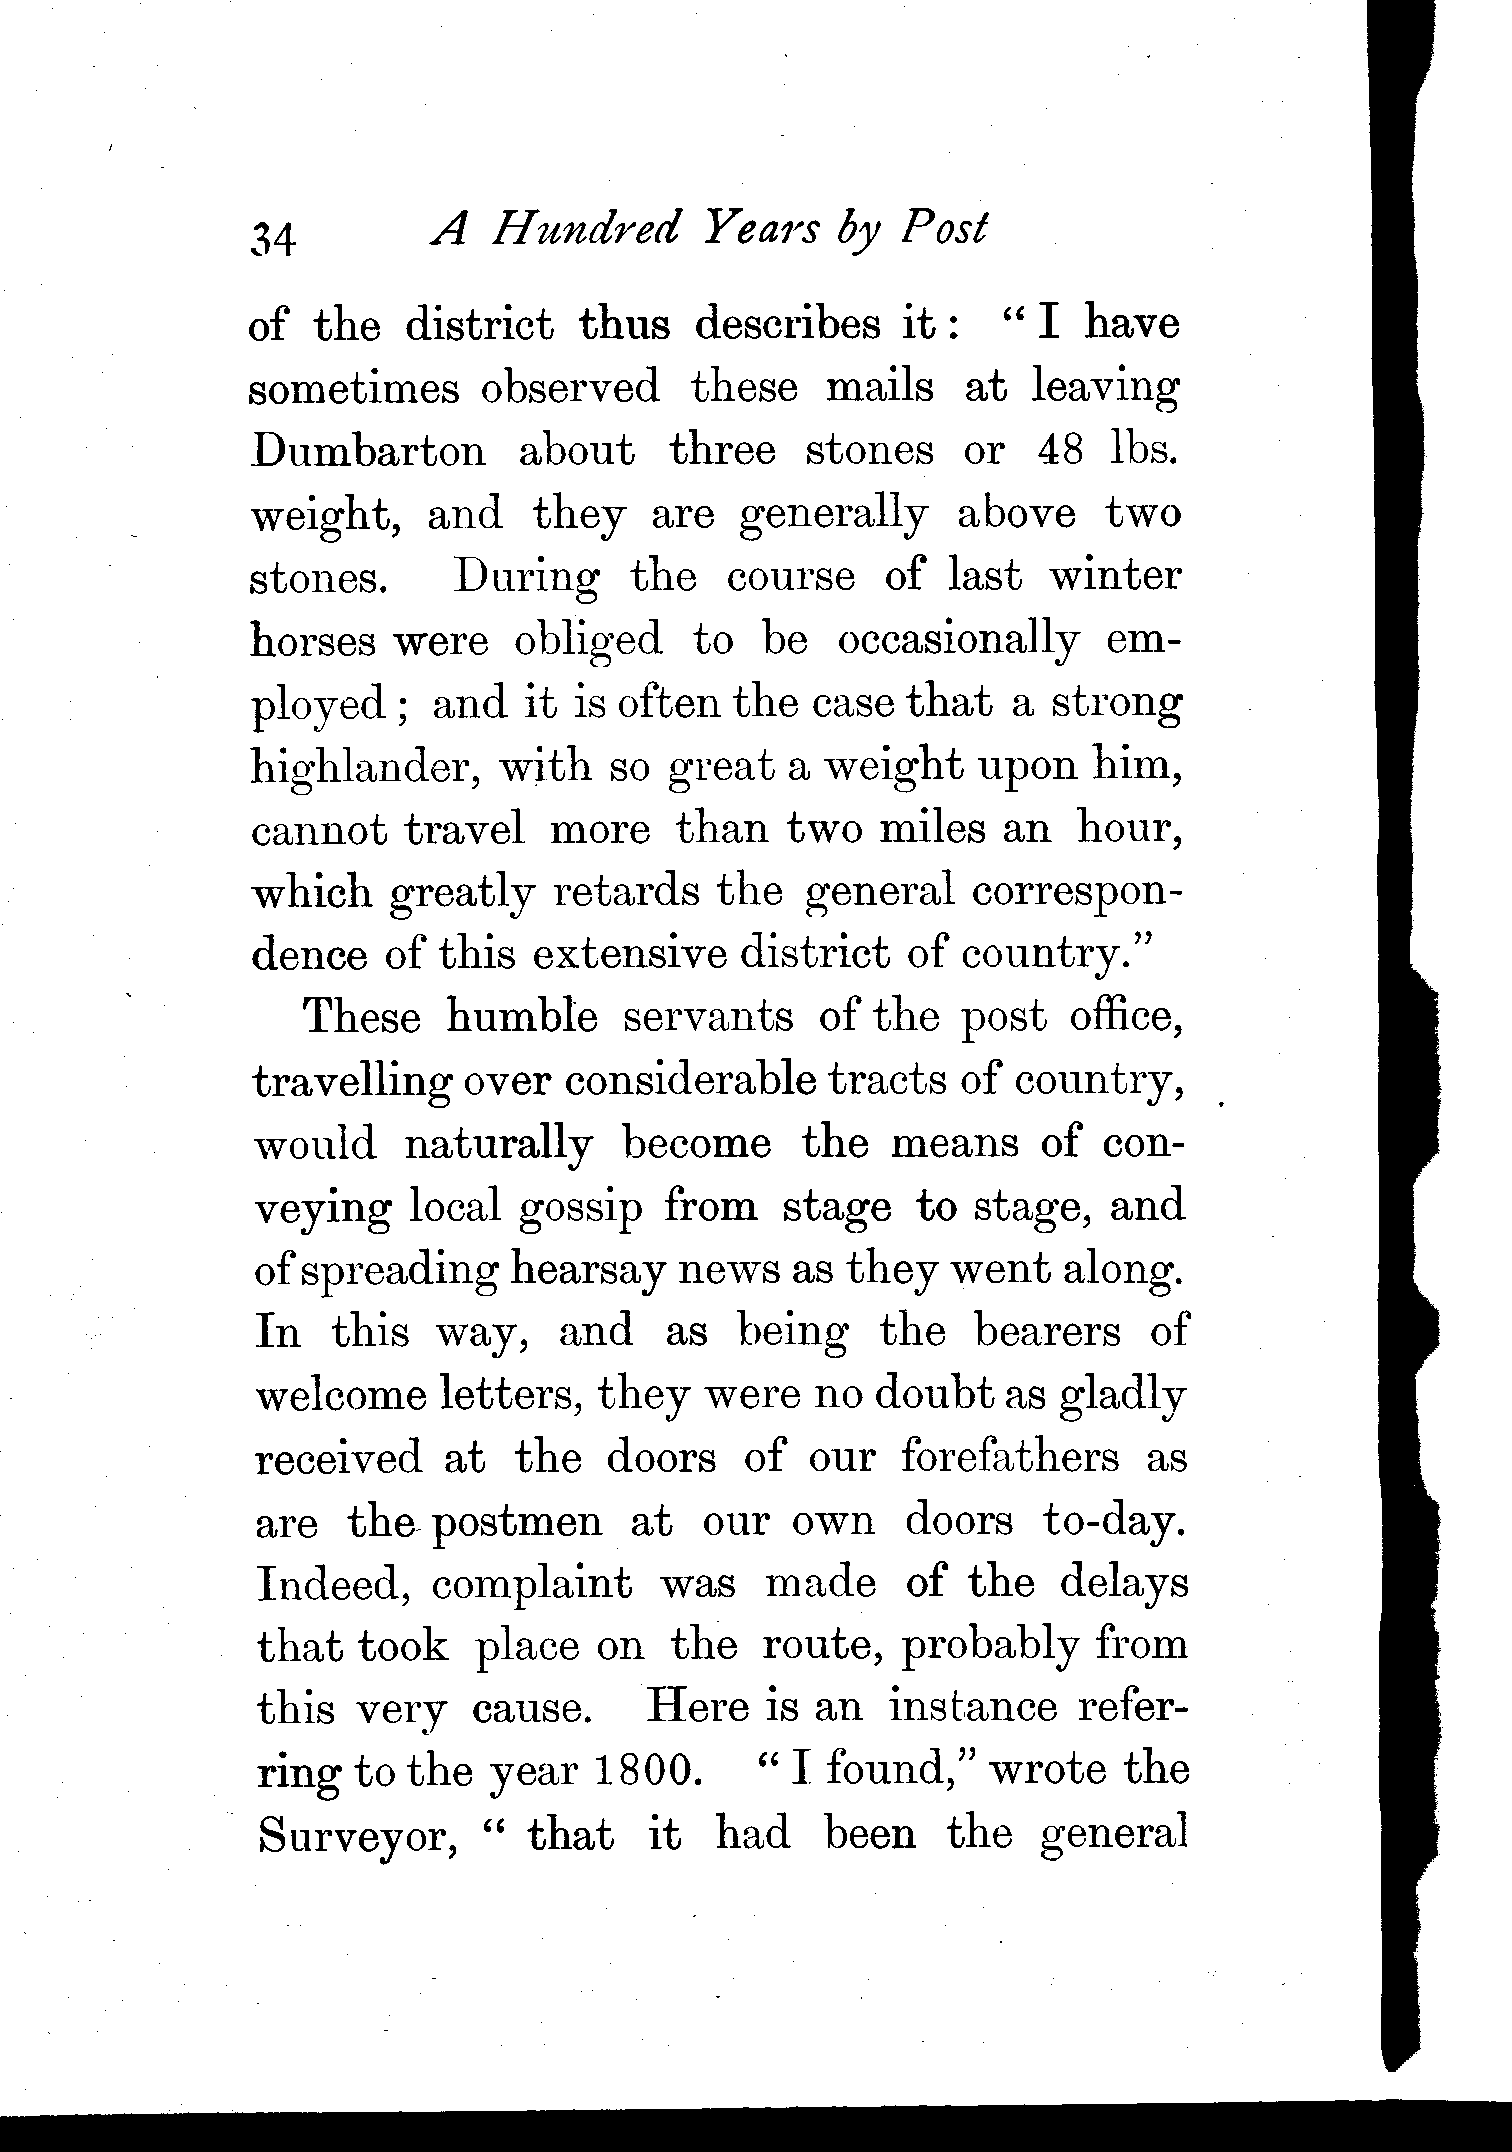 34 A Hundred Years by Post
of the district thus describes it : “ I have
sometimes observed these mails at leaving
Dumbarton about three stones or 48 lbs.
weight, and they are generally above two
stones. During the course of last winter
horses were obliged to be occasionally em-
ployed ; and it is often the case that a strong
highlander, with so great a weight upon him,
cannot travel more than two miles an hour,
which greatly retards the general correspon-
dence of this extensive district of country.”
These humble servants of the post office,
travelling over considerable tracts of country,
would naturally become the means of con-
veying local gossip from stage to stage, and
of spreading hearsay news as they went along.
In this way, and as being the bearers of
welcome letters, they were no doubt as gladly
received at the doors of our forefathers as
are the postmen at our own doors to-day.
Indeed, complaint was made of the delays
that took place on the route, probably from
this very cause. Here is an instance refer-
ring to the year 1800. “ I found,” wrote the
Surveyor, “ that it had been the general